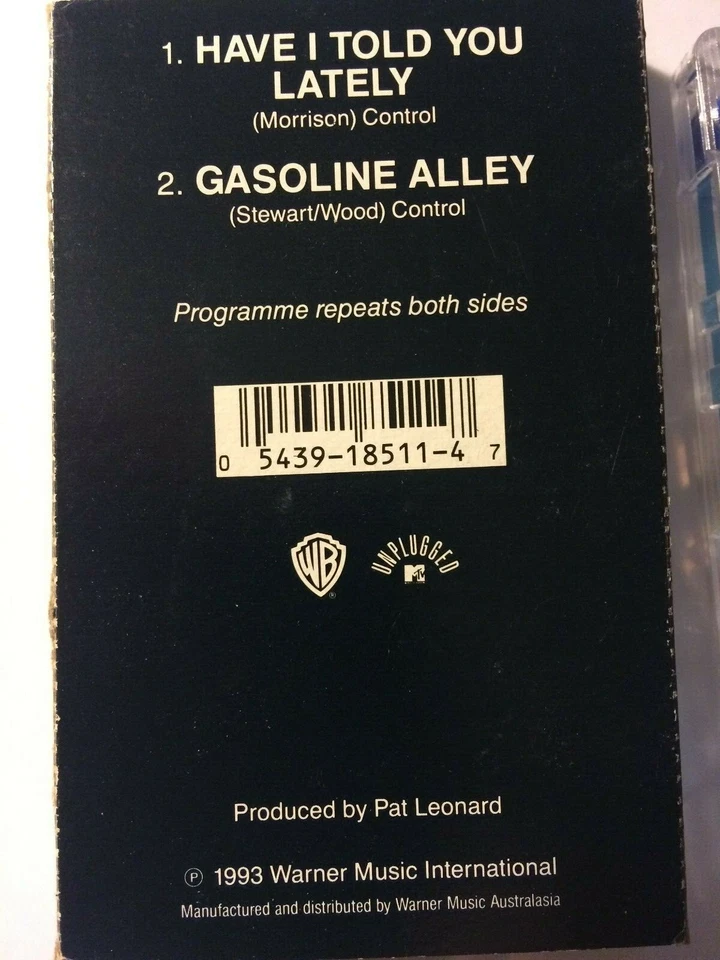 1. HAVE I TOLD YOU
LATELY
(Morrison) Control
2. GASOLINE ALLEY
(Stewart/Wood) Control
Programme repeats both sides
0 5439-18511-4 7
WB
®
UNPLUGGED
MTV
Produced by Pat Leonard
Ⓟ 1993 Warner Music International
Manufactured and distributed by Warner Music Australasia